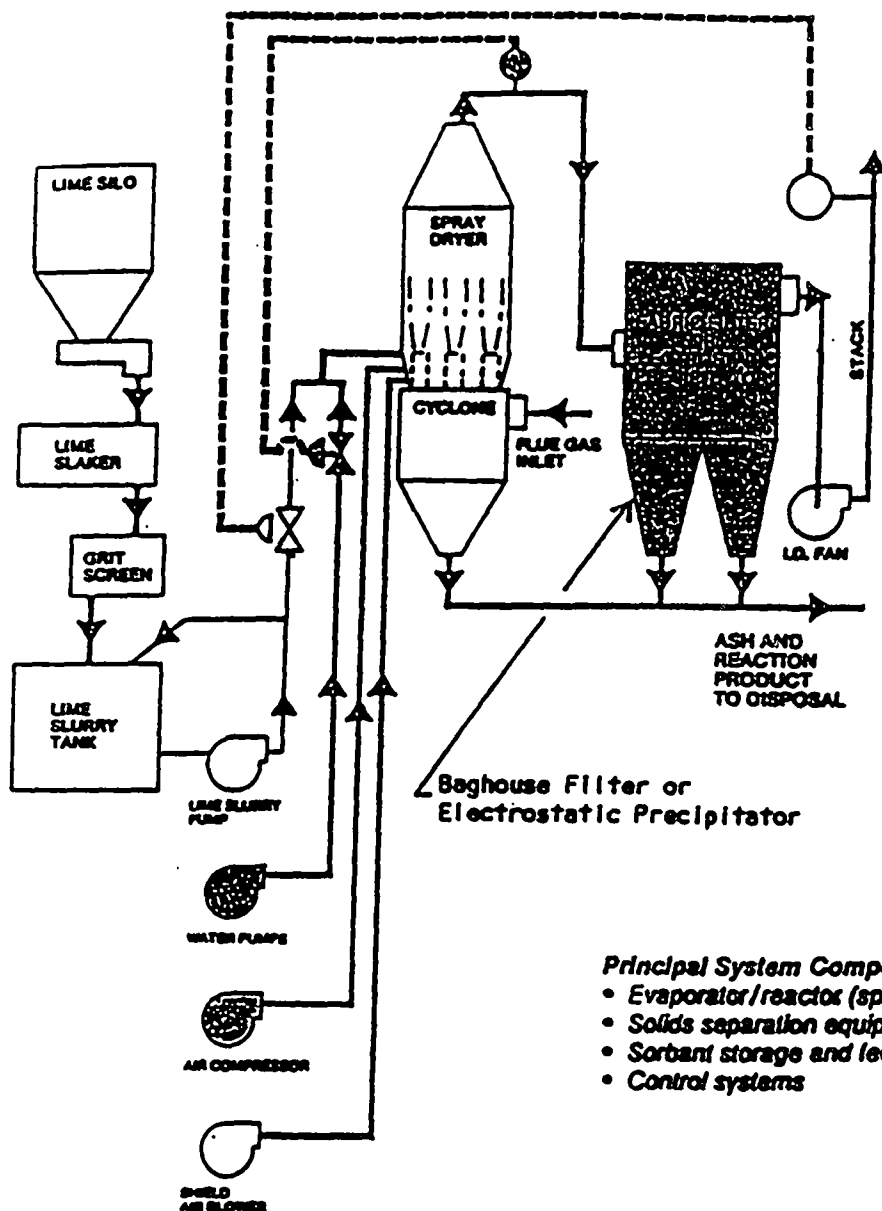 LIME SILO
SPRAY
DRYER
STACK
CYCLONE
FLUE GAS
INLET
LIME
SLAKER
GRIT
SCREEN
I.D. FAN
ASH AND
REACTION
PRODUCT
TO DISPOSAL
LIME
SLURRY
TANK
LIME SLURRY
PUMP
Baghouse Filter or
Electrostatic Precipitator
WATER PUMPS
Principal System Compo
• Evaporator/reactor (sp
• Solids separation equip
• Sorbant storage and
• Control systems
AIR COMPRESSOR
SHIELD
AIR BLOWER